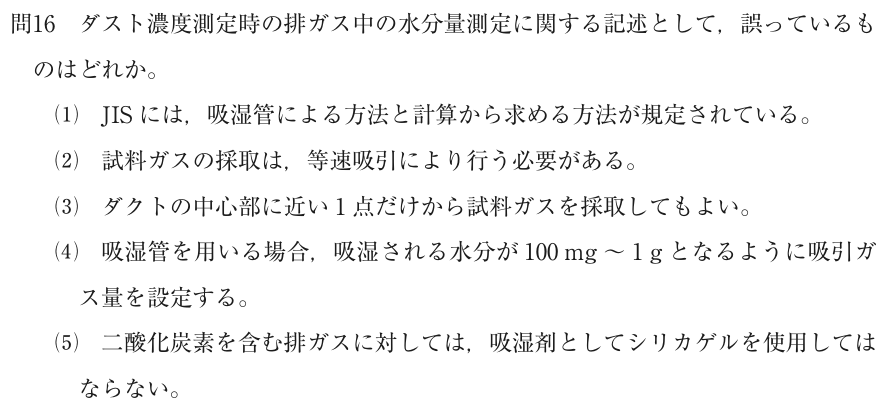 問16　ダスト濃度測定時の排ガス中の水分量測定に関する記述として，誤っているも
のはどれか。
⑴　JIS には，吸湿管による方法と計算から求める方法が規定されている。
⑵　試料ガスの採取は，等速吸引により行う必要がある。
⑶　ダクトの中心部に近い 1 点だけから試料ガスを採取してもよい。
⑷　吸湿管を用いる場合，吸湿される水分が 100 mg ～ 1 g となるように吸引ガ
ス量を設定する。
⑸　二酸化炭素を含む排ガスに対しては，吸湿剤としてシリカゲルを使用しては
ならない。